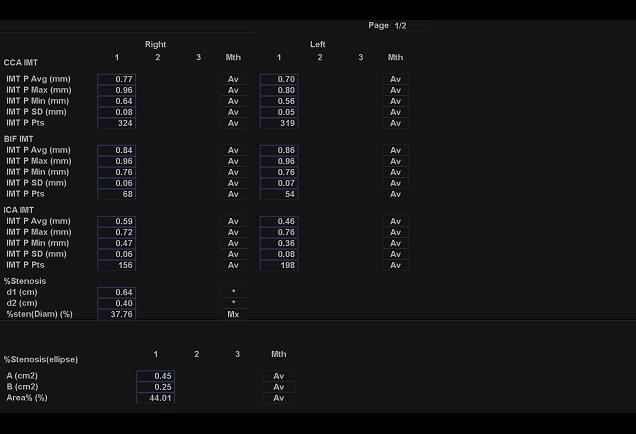 Page 1/2
Right Left
1 2 3 Mth 1 2 3 Mth
CCA IMT
IMT P Avg (mm) 0.77 Av 0.70 Av
IMT P Max (mm) 0.96 Av 0.80 Av
IMT P Min (mm) 0.64 Av 0.56 Av
IMT P SD (mm) 0.08 Av 0.05 Av
IMT P Pts 324 Av 319 Av
BIF IMT
IMT P Avg (mm) 0.84 Av 0.86 Av
IMT P Max (mm) 0.96 Av 0.96 Av
IMT P Min (mm) 0.76 Av 0.76 Av
IMT P SD (mm) 0.06 Av 0.07 Av
IMT P Pts 68 Av 54 Av
ICA IMT
IMT P Avg (mm) 0.59 Av 0.46 Av
IMT P Max (mm) 0.72 Av 0.76 Av
IMT P Min (mm) 0.47 Av 0.36 Av
IMT P SD (mm) 0.06 Av 0.08 Av
IMT P Pts 156 Av 198 Av
%Stenosis
d1 (cm) 0.64 *
d2 (cm) 0.40 *
%sten(Diam) (%) 37.76 Mx
1 2 3 Mth
%Stenosis(ellipse)
A (cm2) 0.45 Av
B (cm2) 0.25 Av
Area% (%) 44.01 Av